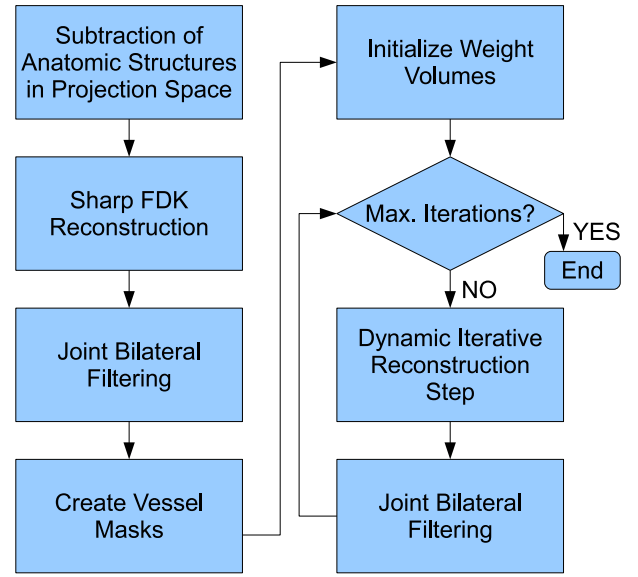 Subtraction of
Anatomic Structures
in Projection Space
Sharp FDK
Reconstruction
Joint Bilateral
Filtering
Create Vessel
Masks
Initialize Weight
Volumes
Max. Iterations?
YES
End
NO
Dynamic Iterative
Reconstruction
Step
Joint Bilateral
Filtering